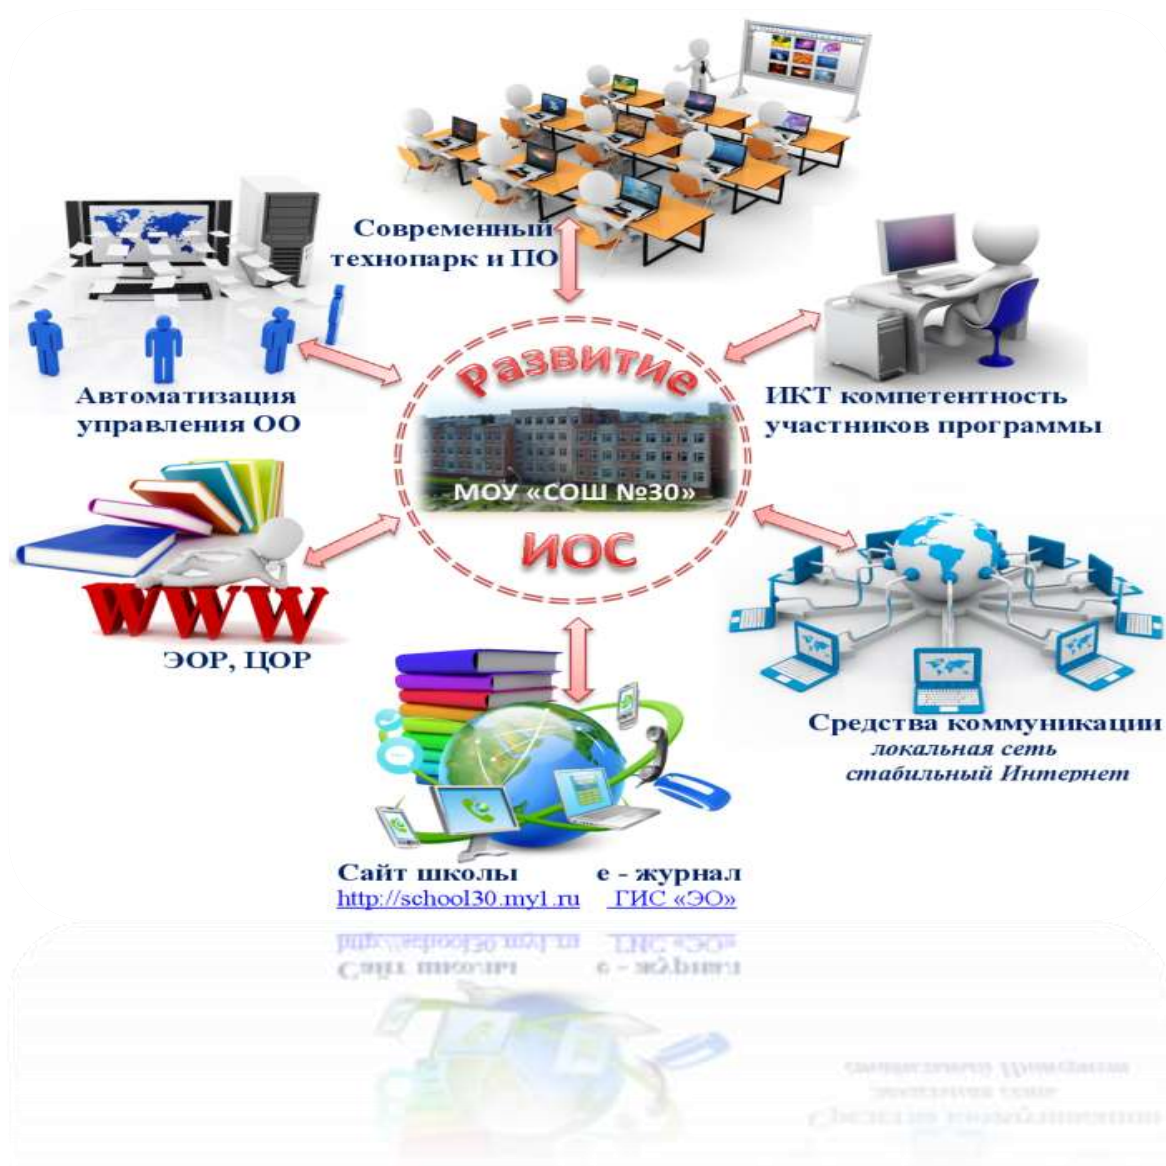 Современный
технопарк и ПО
Автоматизация
управления ОО
ИКТ компетентность
участников программы
Развитие
МОУ «СОШ №30»
ИОС
WWW
ЭОР, ЦОР
Средства коммуникации
локальная сеть
стабильный Интернет
Сайт школы е - журнал
http://school30.my1.ru ГИС «ЭО»